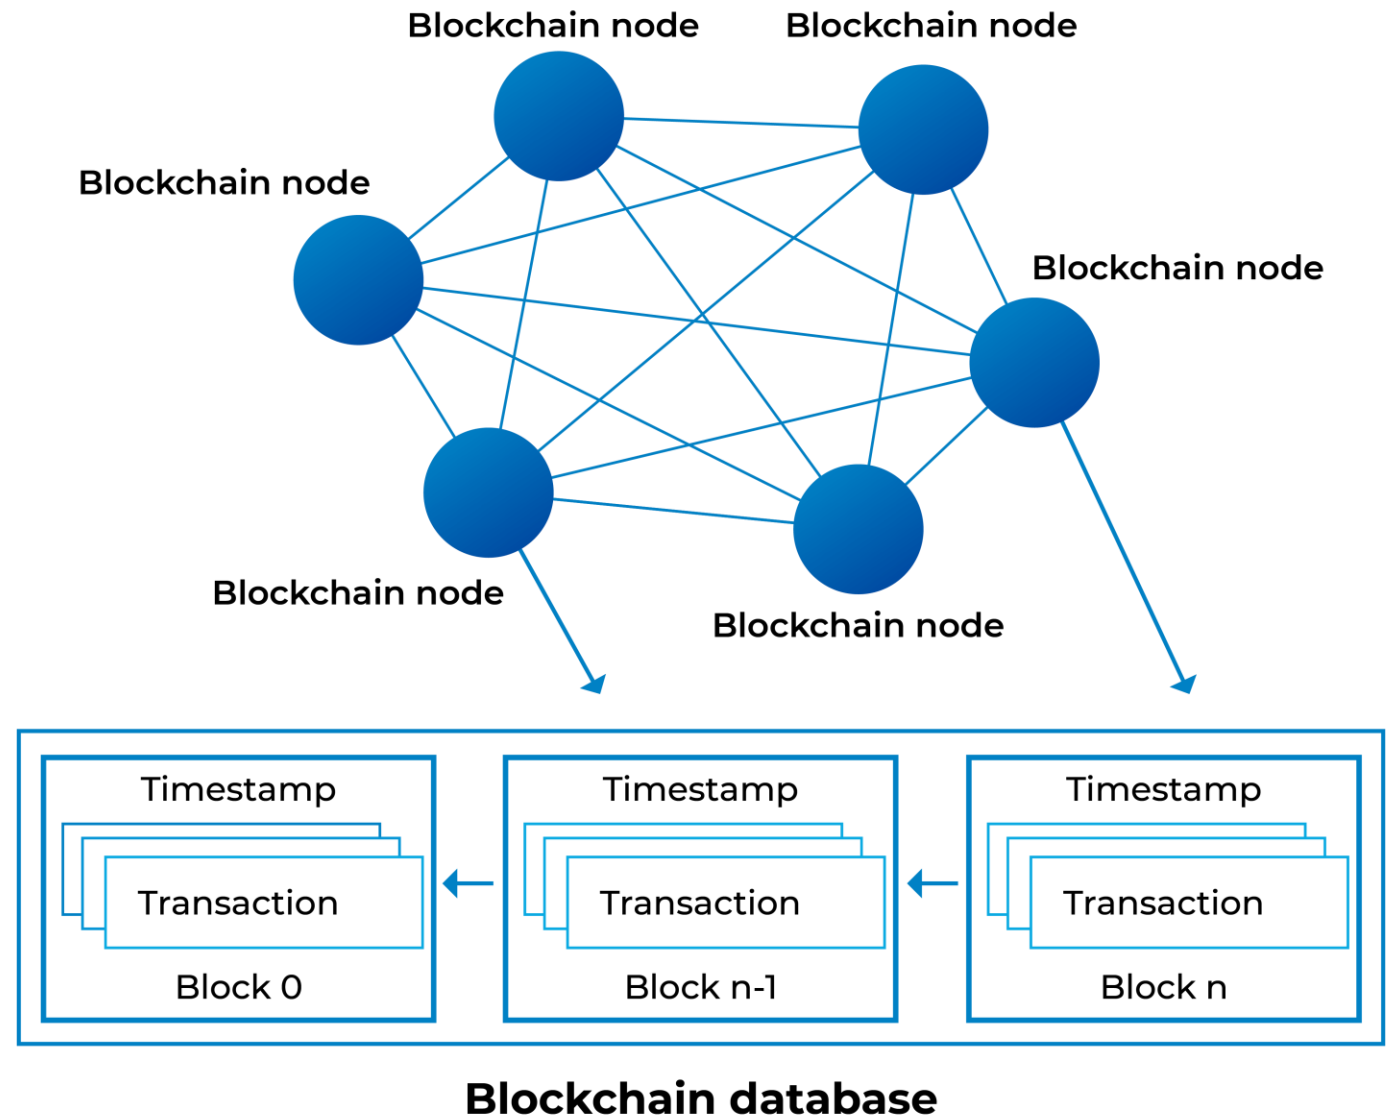 Blockchain node
Blockchain node
Blockchain node
Blockchain node
Blockchain node
Blockchain node
Timestamp
Transaction
Block 0
Timestamp
Transaction
Block n-1
Timestamp
Transaction
Block n
Blockchain database